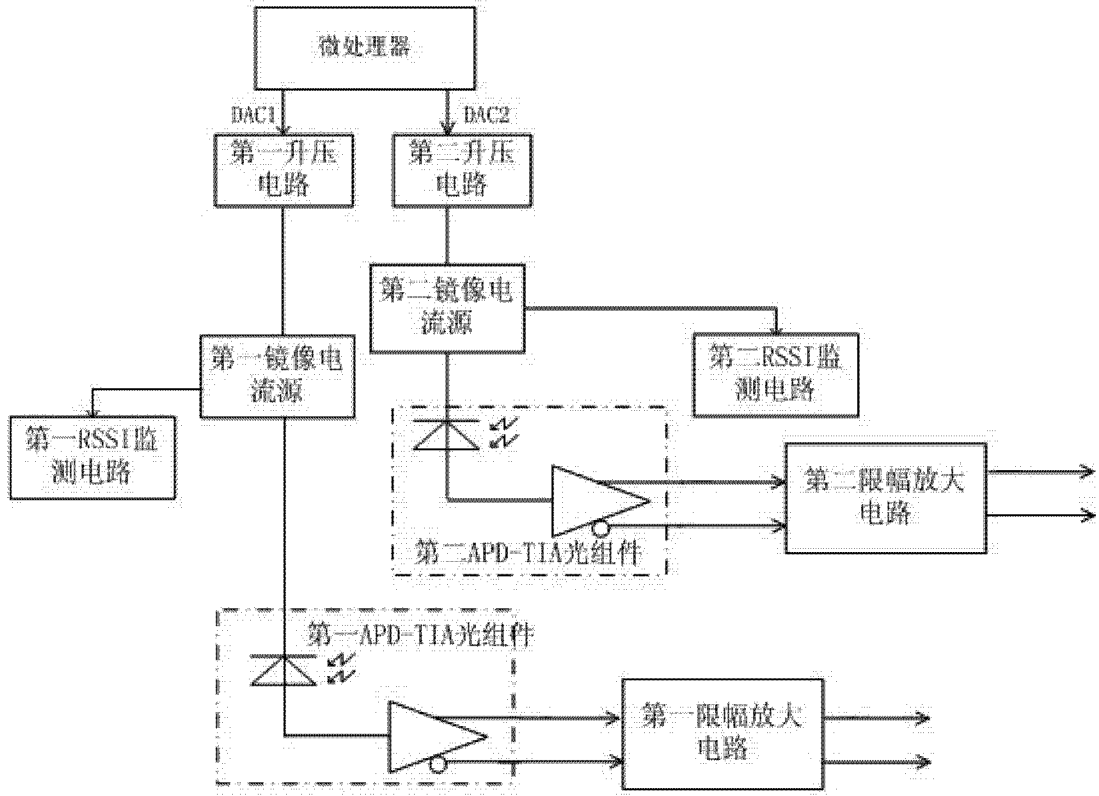 微处理器
DAC1
DAC2
第一升压
电路
第二升压
电路
第二镜像电
流源
第一镜像电
流源
第二RSSI监
测电路
第一RSSI监
测电路
第二限幅放大
电路
第二APD-TIA光组件
第一APD-TIA光组件
第一限幅放大
电路